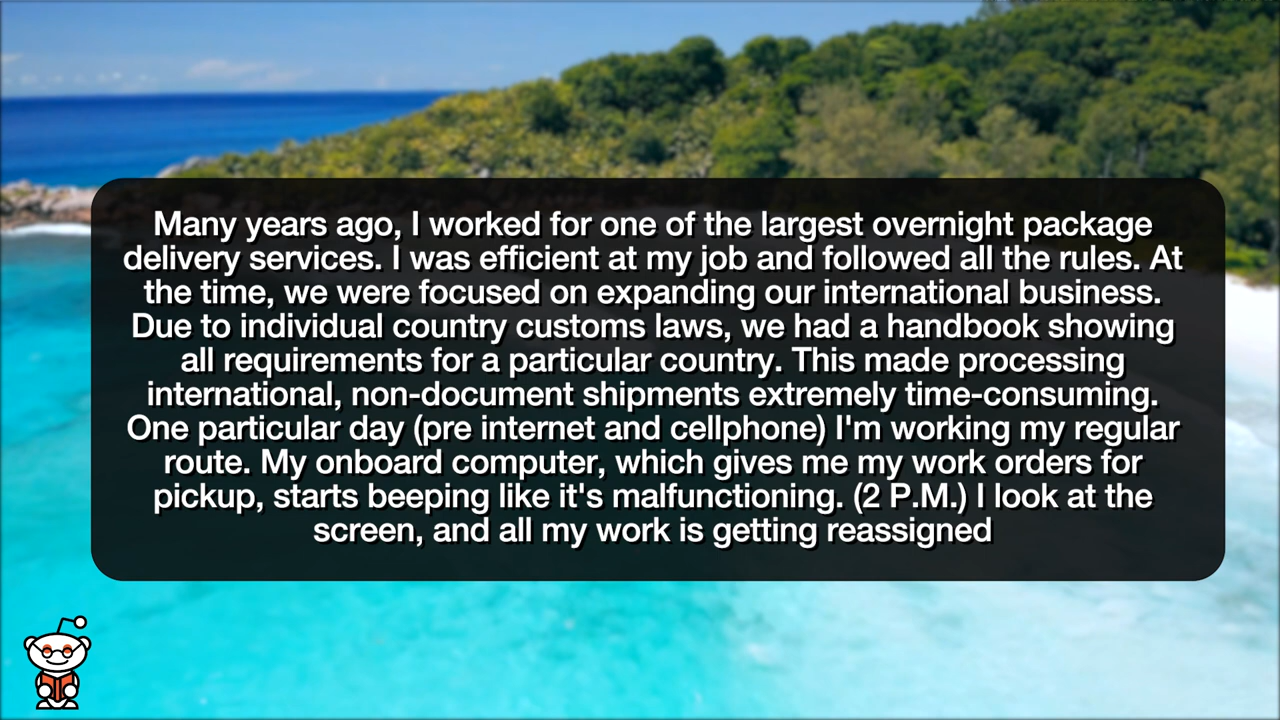 Many years ago, I worked for one of the largest overnight package
delivery services. I was efficient at my job and followed all the rules. At
the time, we were focused on expanding our international business.
Due to individual country customs laws, we had a handbook showing
all requirements for a particular country. This made processing
international, non-document shipments extremely time-consuming.
One particular day (pre internet and cellphone) I'm working my regular
route. My onboard computer, which gives me my work orders for
pickup, starts beeping like it's malfunctioning. (2 P.M.) I look at the
screen, and all my work is getting reassigned